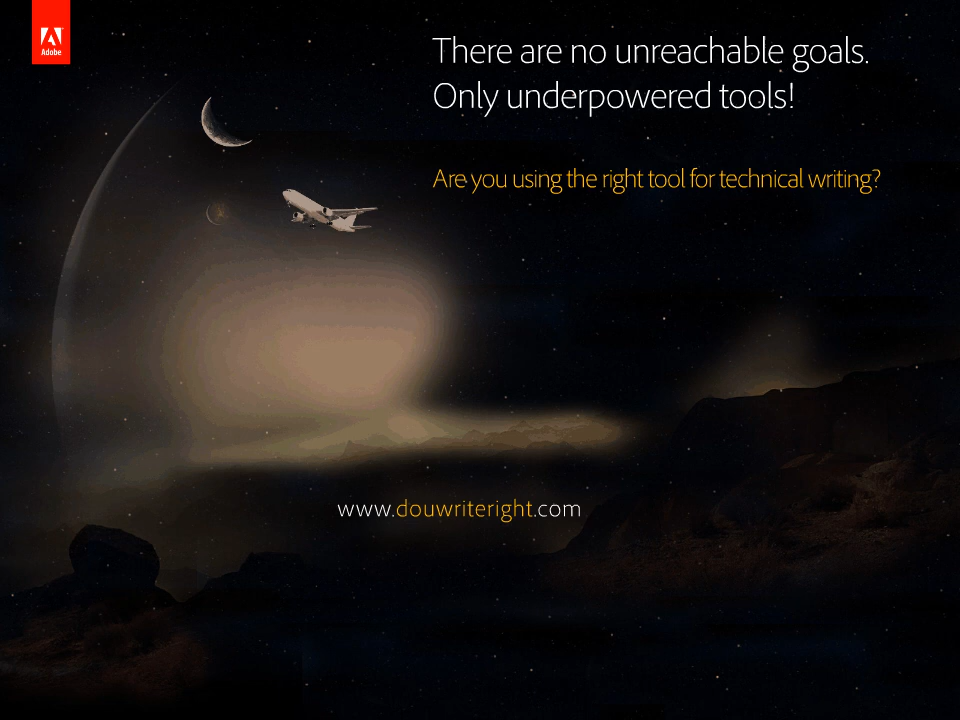 Adobe
There are no unreachable goals.
Only underpowered tools!
Are you using the right tool for technical writing?
www.douwriteright.com